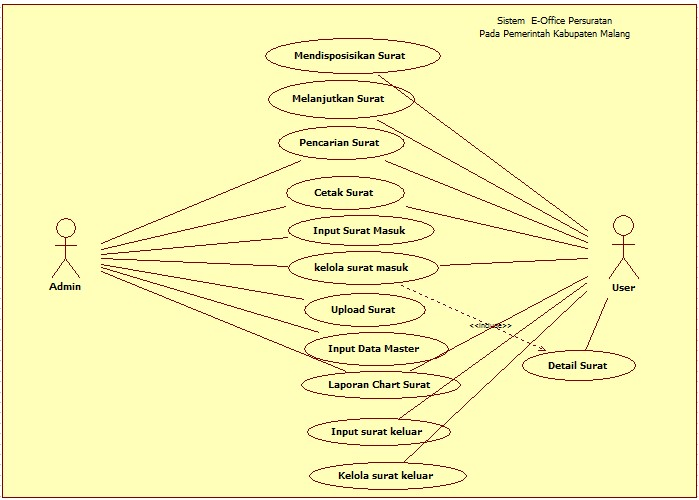 Sistem E-Office Persuratan
Pada Pemerintah Kabupaten Malang
Mendisposisikan Surat
Melanjutkan Surat
Pencarian Surat
Cetak Surat
Input Surat Masuk
kelola surat masuk
Admin
User
Upload Surat
<<include>>
Input Data Master
Detail Surat
Laporan Chart Surat
Input surat keluar
Kelola surat keluar